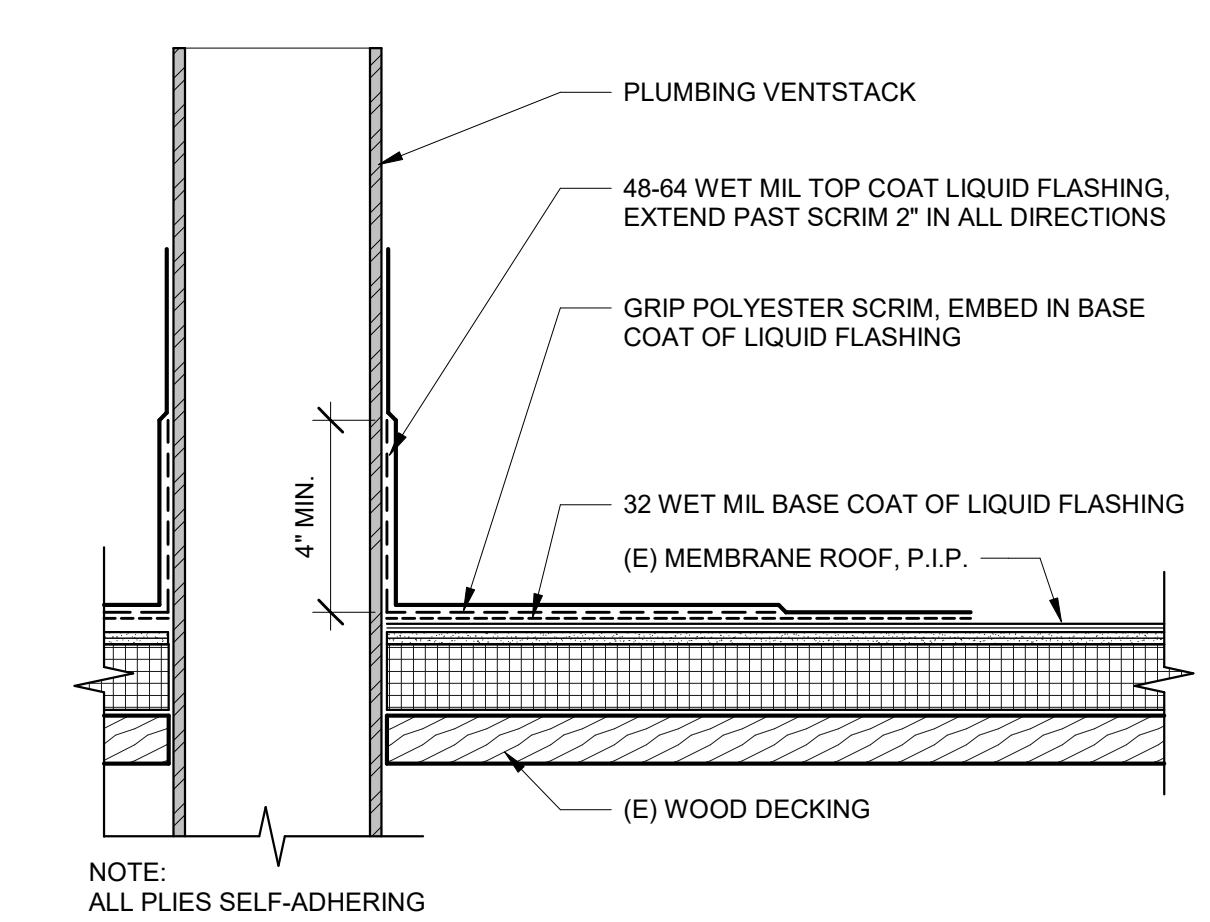 PLUMBING VENTSTACK
48-64 WET MIL TOP COAT LIQUID FLASHING,
EXTEND PAST SCRIM 2" IN ALL DIRECTIONS
GRIP POLYESTER SCRIM, EMBED IN BASE
COAT OF LIQUID FLASHING
4" MIN.
32 WET MIL BASE COAT OF LIQUID FLASHING
(E) MEMBRANE ROOF, P.I.P.
(E) WOOD DECKING
NOTE:
ALL PLIES SELF-ADHERING